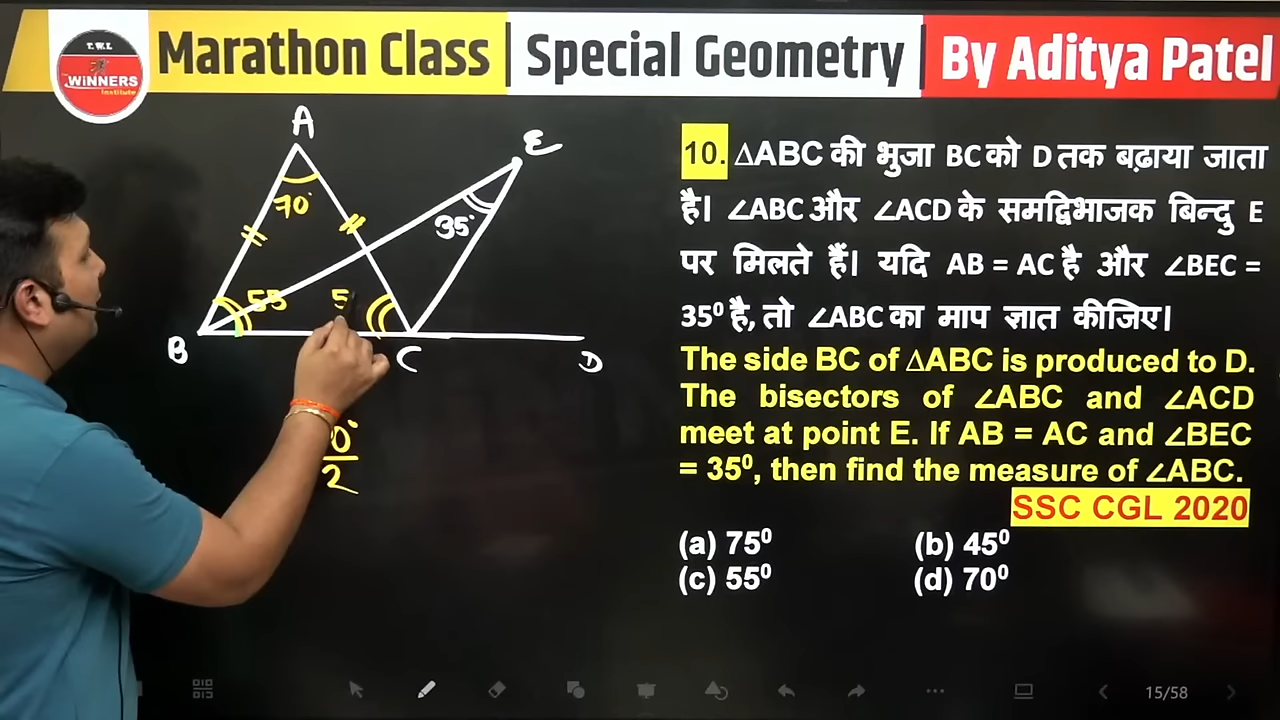 T.W.I.
WINNERS
Institute
Marathon Class | Special Geometry By Aditya Patel
A
E
70°
35°
55
5
B
C
D
0°
2
10. ∆ABC की भुजा BC को D तक बढ़ाया जाता
है। ∠ABC और ∠ACD के समद्विभाजक बिन्दु E
पर मिलते हैं। यदि AB = AC है और ∠BEC =
35⁰ है, तो ∠ABC का माप ज्ञात कीजिए।
The side BC of ∆ABC is produced to D.
The bisectors of ∠ABC and ∠ACD
meet at point E. If AB = AC and ∠BEC
= 35⁰, then find the measure of ∠ABC.
SSC CGL 2020
(a) 75⁰ (b) 45⁰
(c) 55⁰ (d) 70⁰
15/58